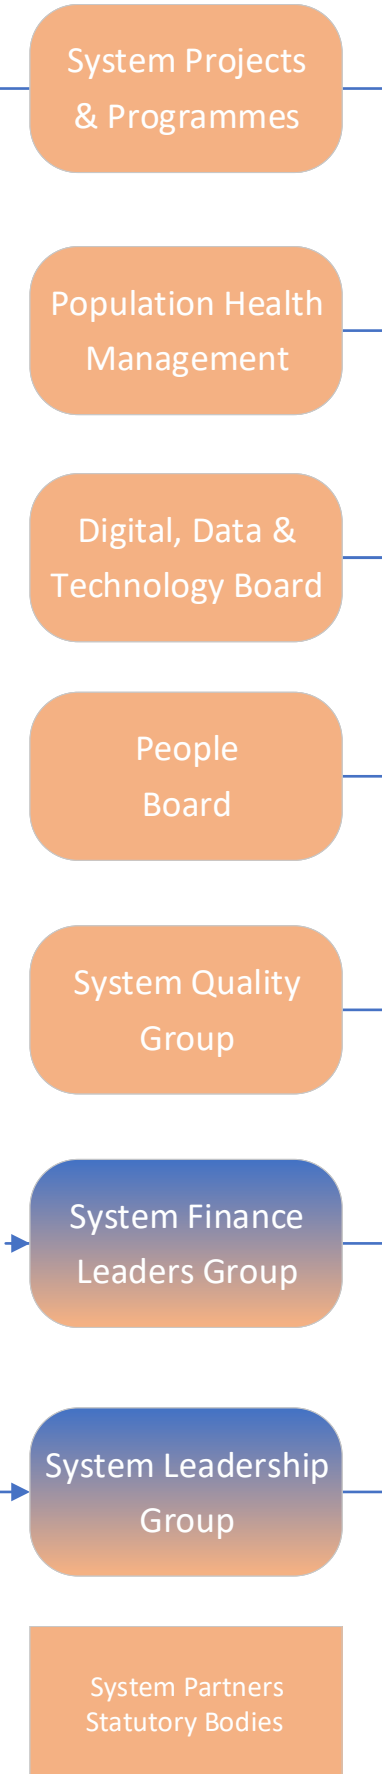 System Projects
& Programmes
Population Health
Management
Digital, Data &
Technology Board
People
Board
System Quality
Group
System Finance
Leaders Group
System Leadership
Group
System Partners
Statutory Bodies